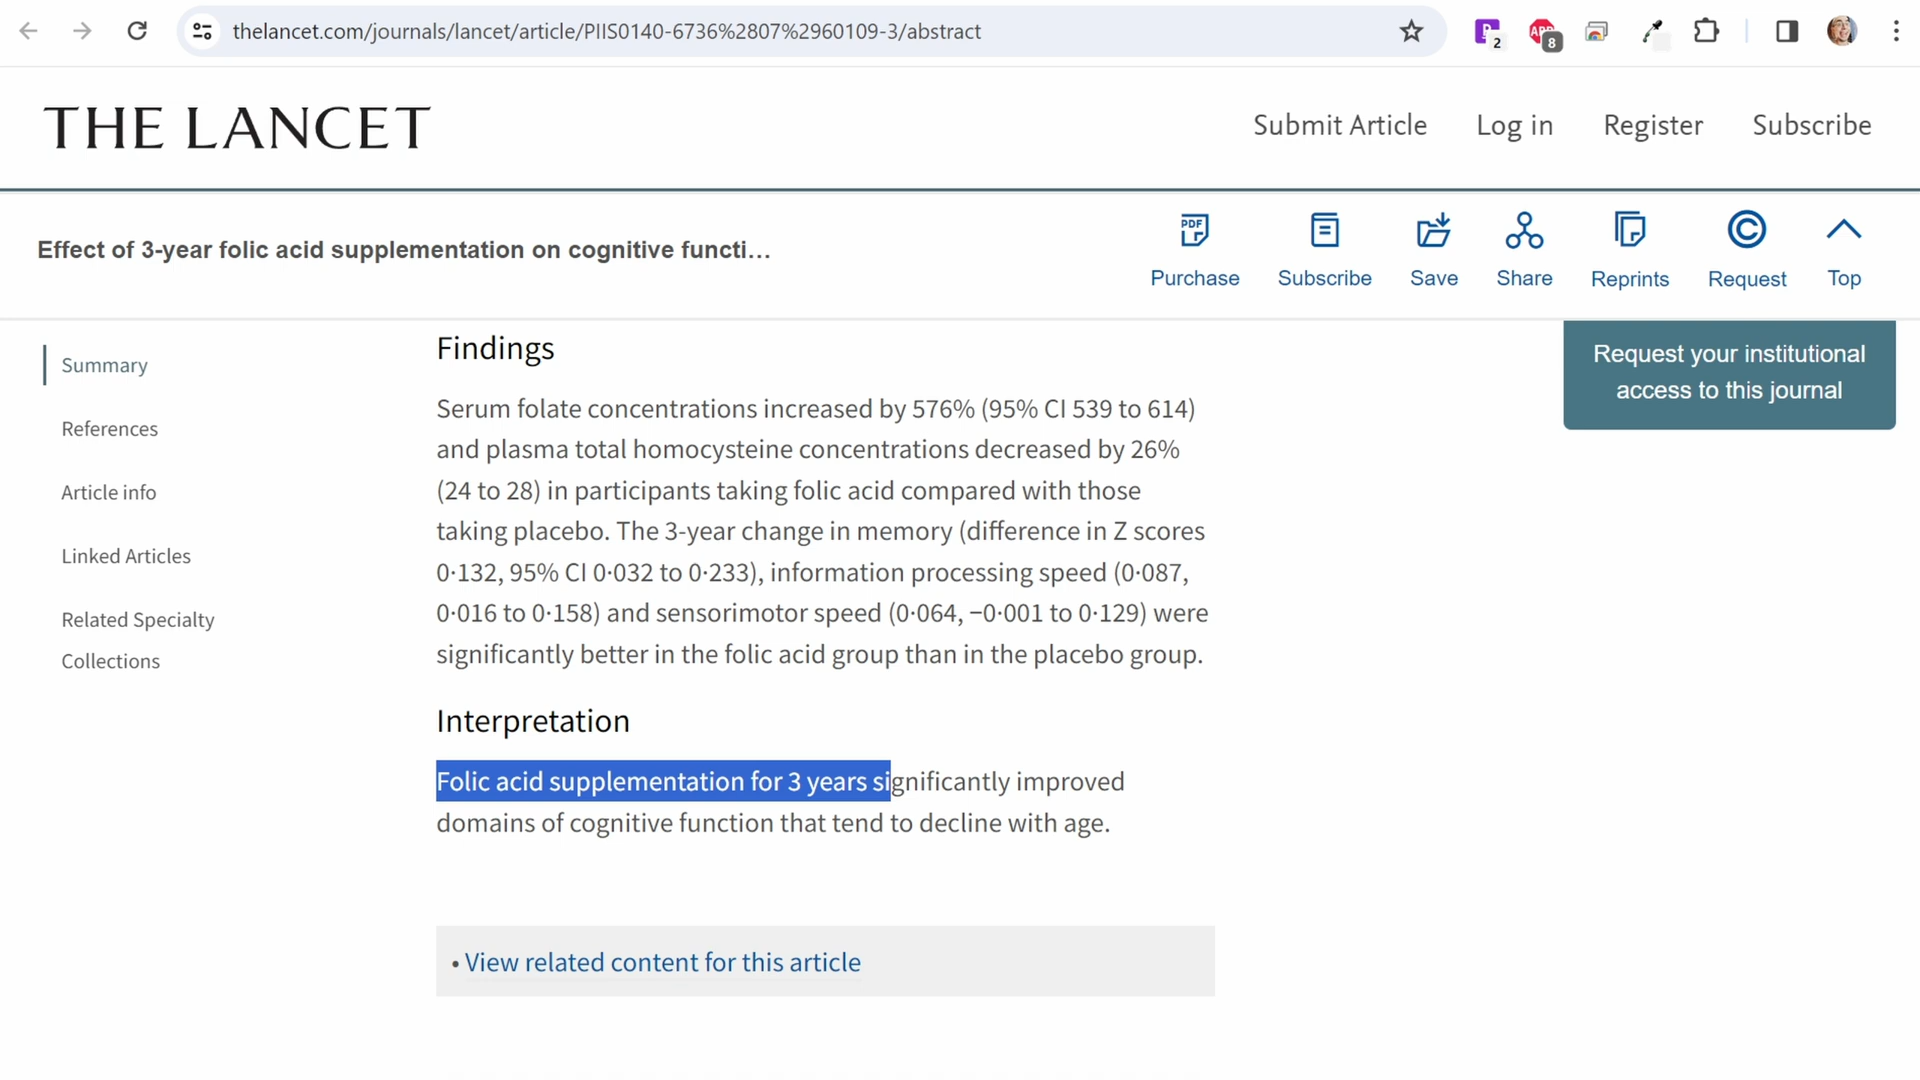 thelancet.com/journals/lancet/article/PIIS0140-6736%2807%2960109-3/abstract
2
ABP
8
THE LANCET
Submit Article
Log in
Register
Subscribe
Effect of 3-year folic acid supplementation on cognitive functi...
PDF
Purchase
Subscribe
Save
Share
Reprints
Request
Top
Summary
References
Article info
Linked Articles
Related Specialty
Collections
Findings
Serum folate concentrations increased by 576% (95% CI 539 to 614)
and plasma total homocysteine concentrations decreased by 26%
(24 to 28) in participants taking folic acid compared with those
taking placebo. The 3-year change in memory (difference in Z scores
0·132, 95% CI 0·032 to 0·233), information processing speed (0·087,
0·016 to 0·158) and sensorimotor speed (0·064, −0·001 to 0·129) were
significantly better in the folic acid group than in the placebo group.
Interpretation
Folic acid supplementation for 3 years significantly improved
domains of cognitive function that tend to decline with age.
• View related content for this article
Request your institutional
access to this journal